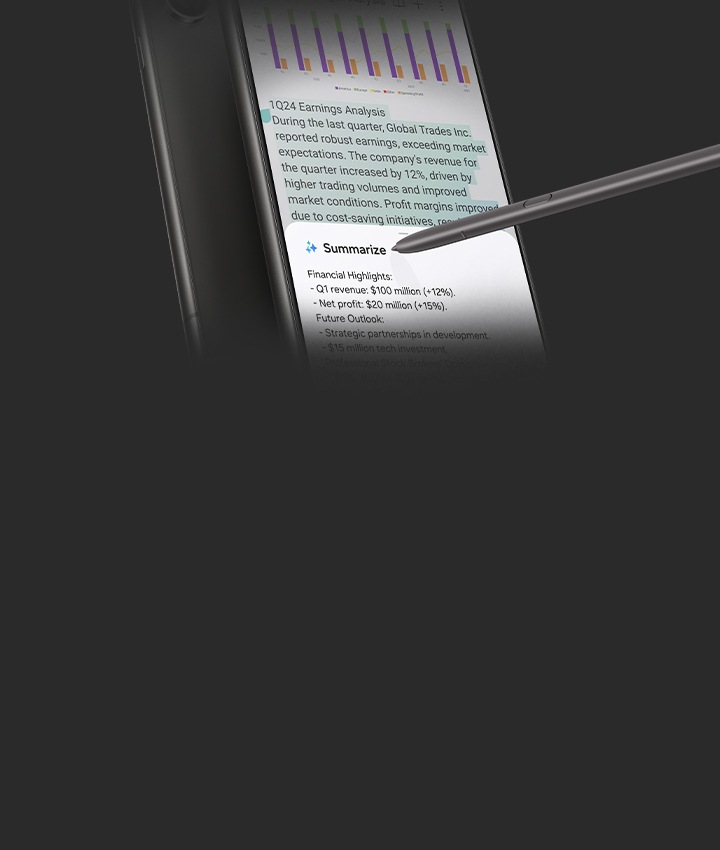 1Q24 Earnings Analysis
During the last quarter, Global Trades Inc.
reported robust earnings, exceeding market
expectations. The company's revenue for
the quarter increased by 12%, driven by
higher trading volumes and improved
market conditions. Profit margins improved
due to cost-saving initiatives,
Summarize
Financial Highlights:
- Q1 revenue: $100 million (+12%).
- Net profit: $20 million (+15%).
Future Outlook:
- Strategic partnerships in development.
- $15 million tech investment.